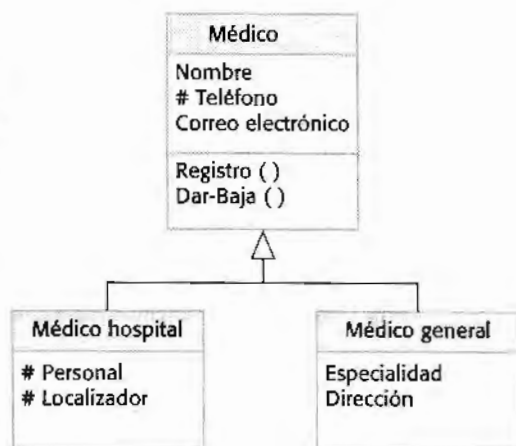 Médico
Nombre
# Teléfono
Correo electrónico
Registro ( )
Dar-Baja ( )
Médico hospital
# Personal
# Localizador
Médico general
Especialidad
Dirección